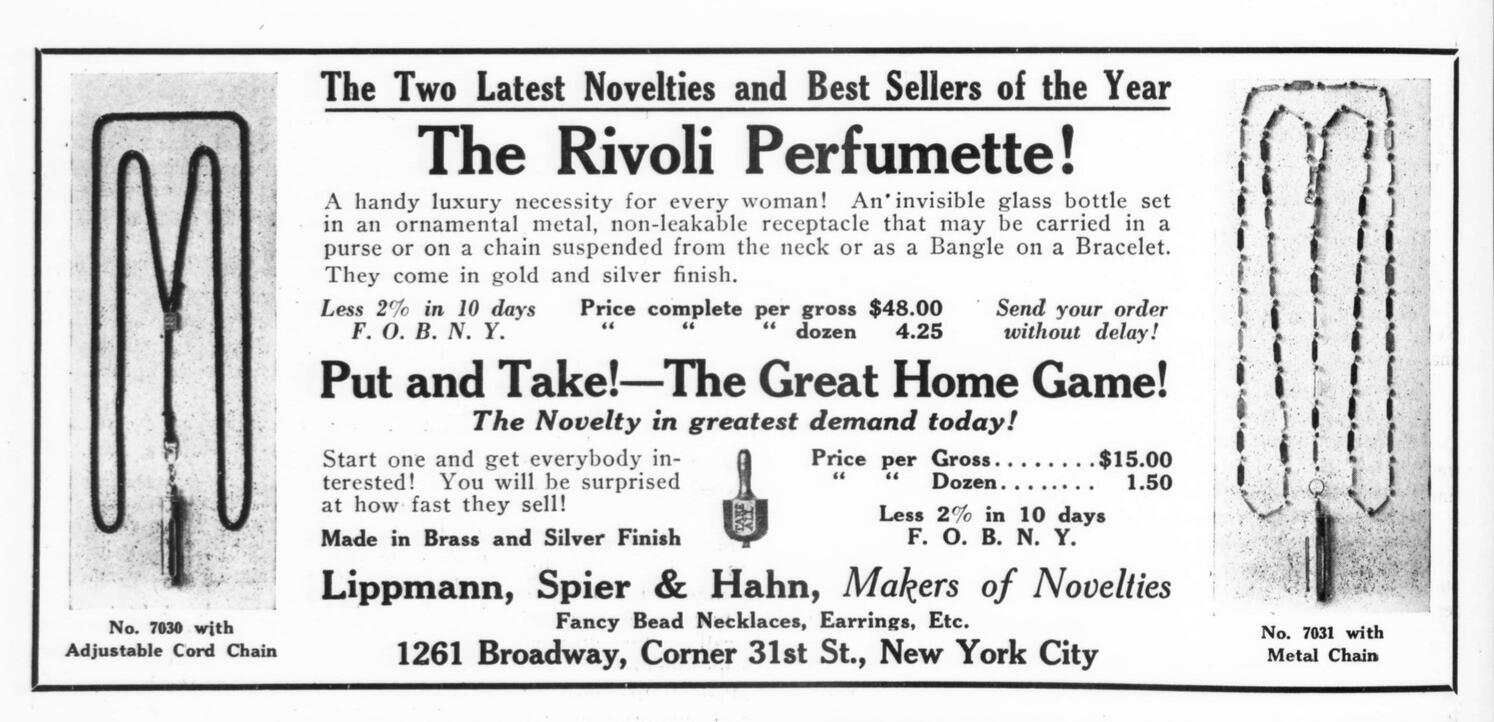 The Two Latest Novelties and Best Sellers of the Year
The Rivoli Perfumette!
A handy luxury necessity for every woman! An invisible glass bottle set
in an ornamental metal, non-leakable receptacle that may be carried in a
purse or on a chain suspended from the neck or as a Bangle on a Bracelet.
They come in gold and silver finish.
Less 2% in 10 days
F. O. B. N. Y.
Price complete per gross $48.00
“ “ “ dozen 4.25
Send your order
without delay!
Put and Take!—The Great Home Game!
The Novelty in greatest demand today!
Start one and get everybody in-
terested! You will be surprised
at how fast they sell!
Made in Brass and Silver Finish
TAKE
ALL
Price per Gross........$15.00
“ “ Dozen........ 1.50
Less 2% in 10 days
F. O. B. N. Y.
Lippmann, Spier & Hahn, Makers of Novelties
Fancy Bead Necklaces, Earrings, Etc.
1261 Broadway, Corner 31st St., New York City
No. 7030 with
Adjustable Cord Chain
No. 7031 with
Metal Chain